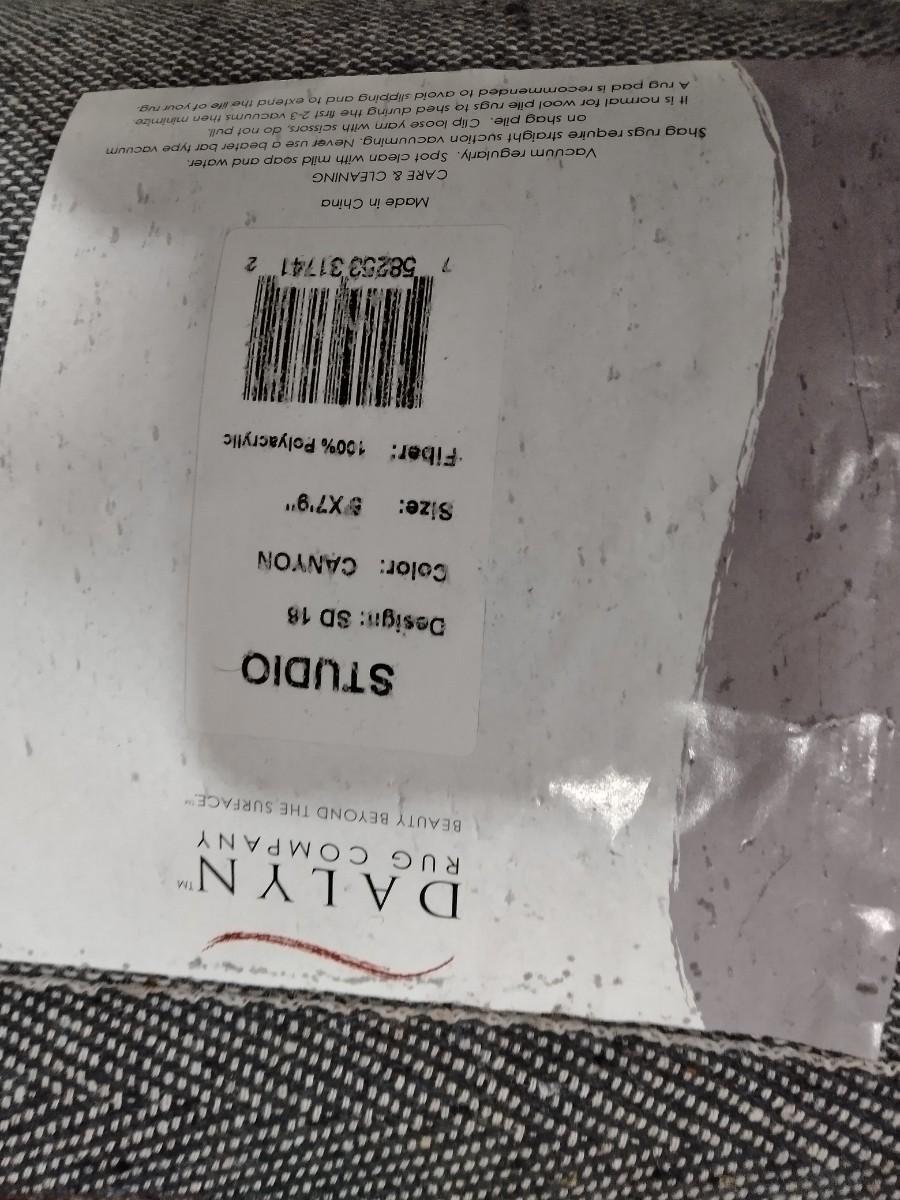 DALYN™
RUG COMPANY
BEAUTY BEYOND THE SURFACE™
STUDIO
Design: SD 16
Color: CANYON
Size: 5'X7'9"
Fiber: 100% Polyacrylic
7 58253 31741 2
Made in China
CARE & CLEANING
Vacuum regularly. Spot clean with mild soap and water.
Shag rugs require straight suction vacuuming. Never use a beater bar type vacuum
on shag pile. Clip loose yarn with scissors, do not pull.
It is normal for wool pile rugs to shed during the first 2-3 vacuums then minimize.
A rug pad is recommended to avoid slipping and to extend the life of your rug.